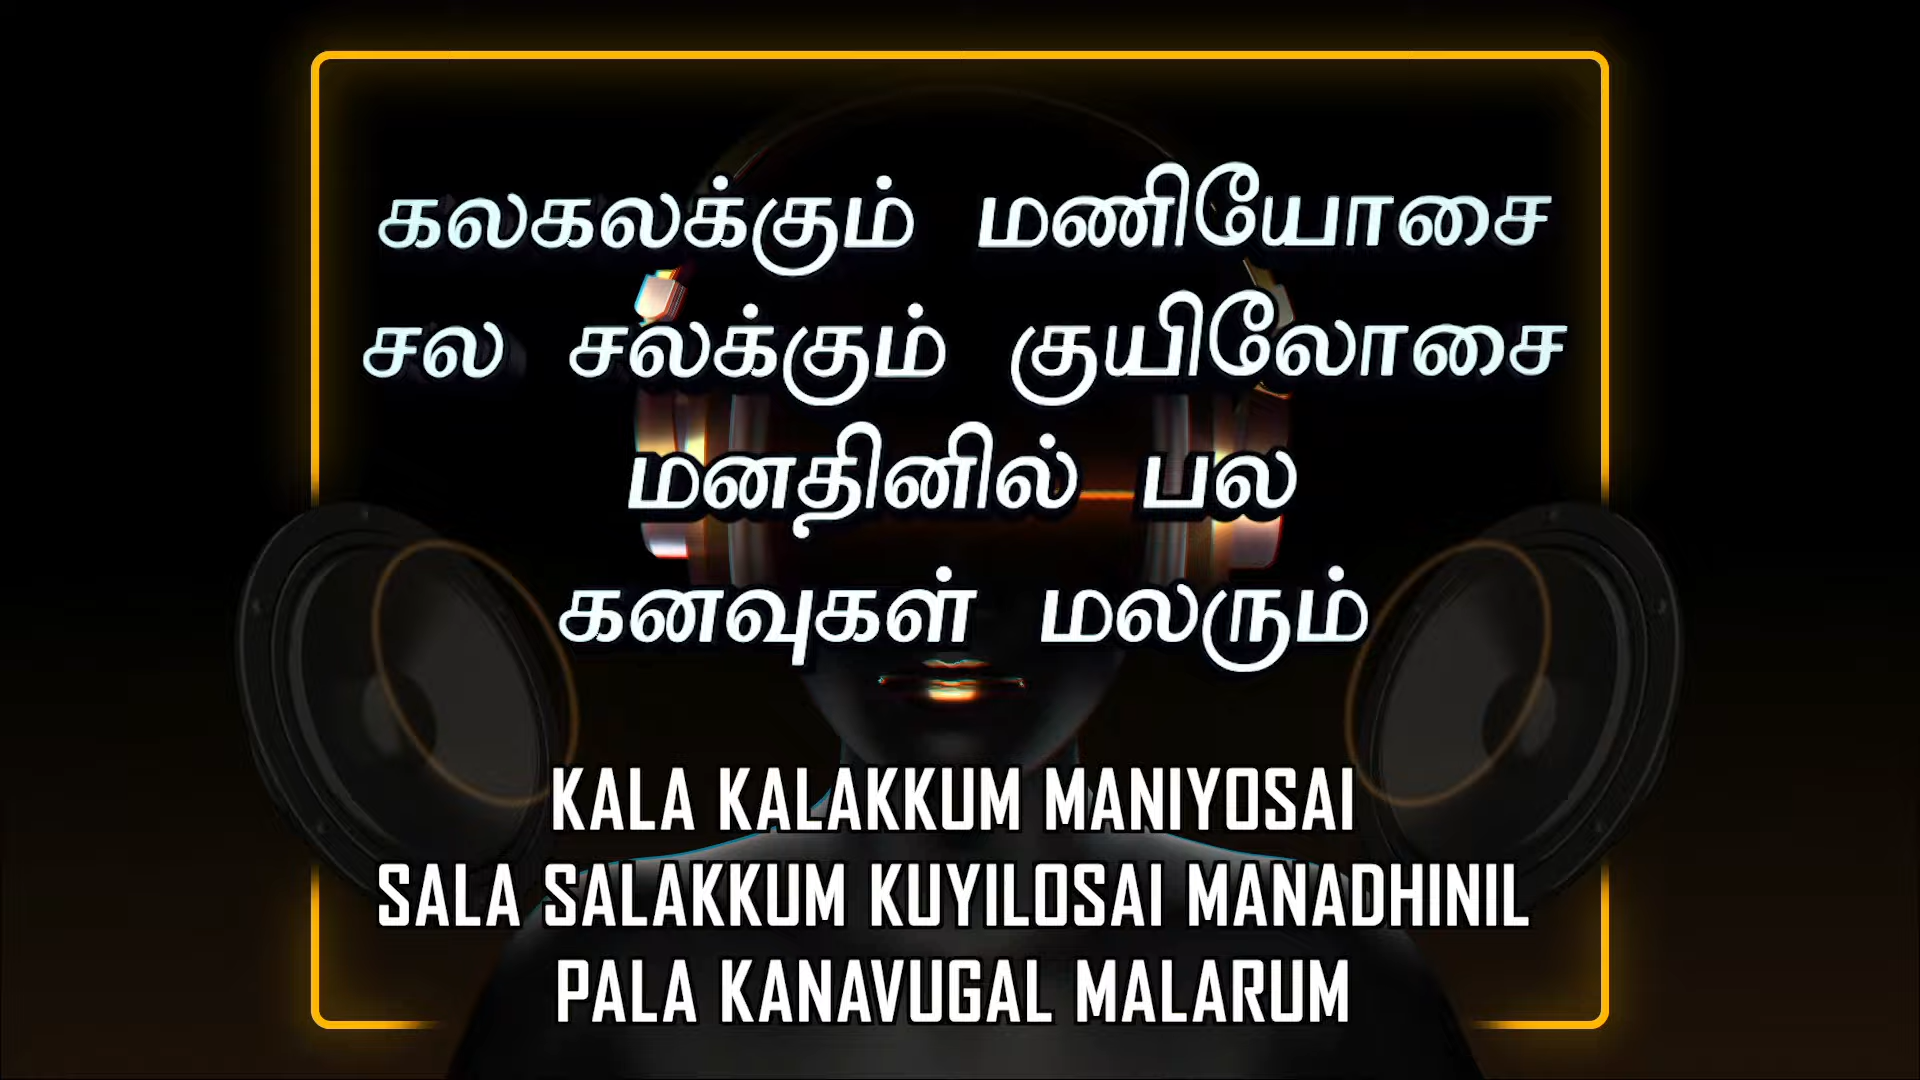 கலகலக்கும் மணியோசை
சல சலக்கும் குயிலோசை
மனதினில் பல
கனவுகள் மலரும்
KALA KALAKKUM MANIYOSAI
SALA SALAKKUM KUYILOSAI MANADHINIL
PALA KANAVUGAL MALARUM